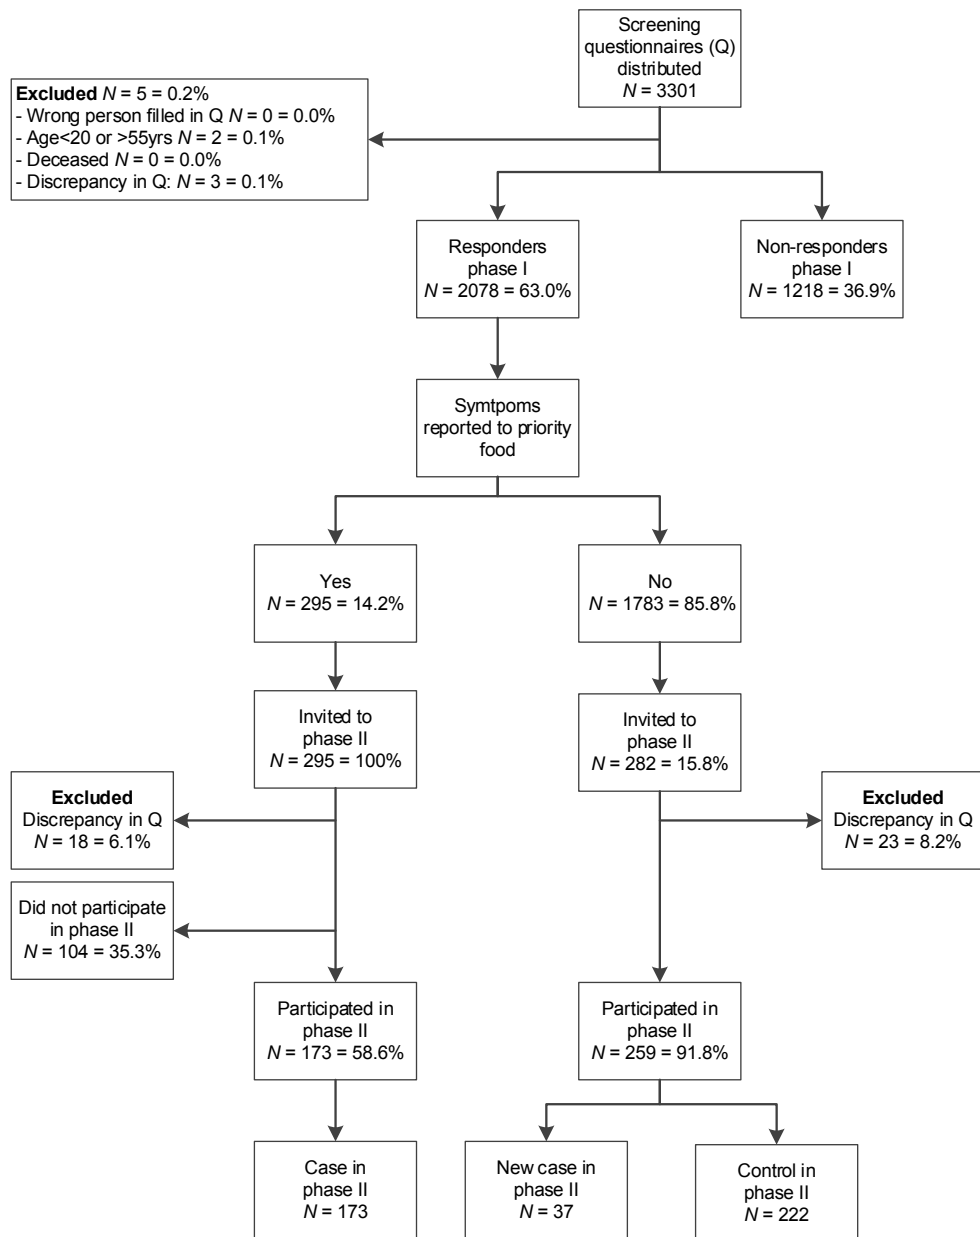 Screening
questionnaires (Q)
distributed
N = 3301
Excluded N = 5 = 0.2%
- Wrong person filled in Q N = 0 = 0.0%
- Age<20 or >55yrs N = 2 = 0.1%
- Deceased N = 0 = 0.0%
- Discrepancy in Q: N = 3 = 0.1%
Responders
phase I
N = 2078 = 63.0%
Non-responders
phase I
N = 1218 = 36.9%
Symtpoms
reported to priority
food
Yes
N = 295 = 14.2%
No
N = 1783 = 85.8%
Invited to
phase II
N = 295 = 100%
Invited to
phase II
N = 282 = 15.8%
Excluded
Discrepancy in Q
N = 18 = 6.1%
Excluded
Discrepancy in Q
N = 23 = 8.2%
Did not participate
in phase II
N = 104 = 35.3%
Participated in
phase II
N = 173 = 58.6%
Participated in
phase II
N = 259 = 91.8%
Case in
phase II
N = 173
New case in
phase II
N = 37
Control in
phase II
N = 222